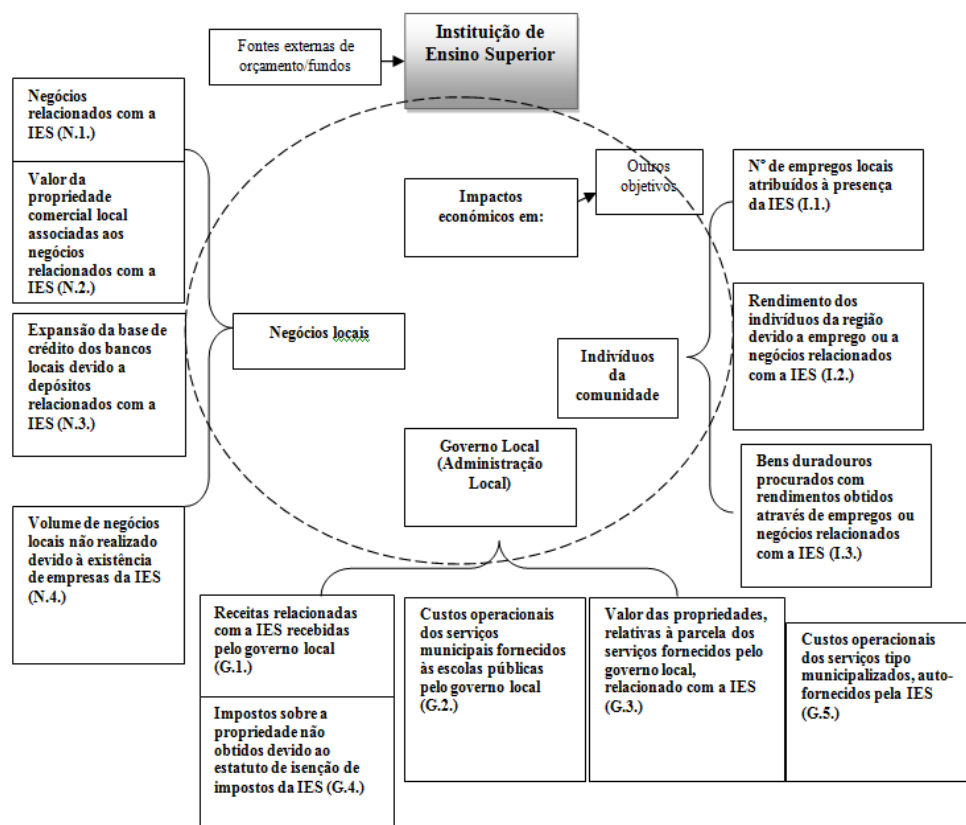 Instituição de
Ensino Superior
Fontes externas de
orçamento/fundos
Negócios
relacionados com a
IES (N.1.)
Valor da
propriedade
comercial local
associadas aos
negócios
relacionados com a
IES (N.2.)
Expansão da base de
crédito dos bancos
locais devido a
depósitos
relacionados com a
IES (N.3.)
Volume de negócios
locais não realizado
devido à existência
de empresas da IES
(N.4.)
Negócios locais
Impactos
económicos em:
Outros
objetivos
Indivíduos
da
comunidade
Nº de empregos locais
atribuídos à presença
da IES (I.1.)
Rendimento dos
indivíduos da região
devido a emprego ou a
negócios relacionados
com a IES (I.2.)
Bens duradouros
procurados com
rendimentos obtidos
através de empregos ou
negócios relacionados
com a IES (I.3.)
Governo Local
(Administração
Local)
Receitas relacionadas
com a IES recebidas
pelo governo local
(G.1.)
Impostos sobre a
propriedade não
obtidos devido ao
estatuto de isenção de
impostos da IES (G.4.)
Custos operacionais
dos serviços
municipais fornecidos
às escolas públicas
pelo governo local
(G.2.)
Valor das propriedades,
relativas à parcela dos
serviços fornecidos pelo
governo local,
relacionado com a IES
(G.3.)
Custos operacionais
dos serviços tipo
municipalizados, auto-
fornecidos pela IES
(G.5.)